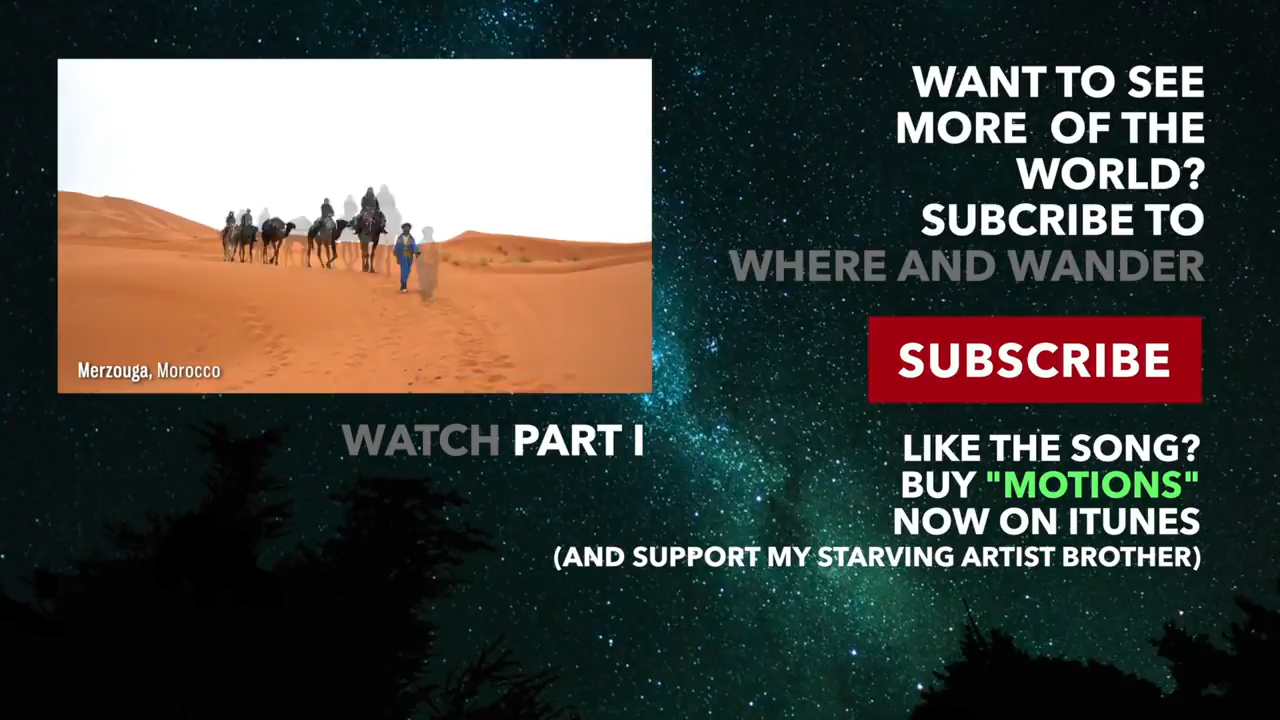 Merzouga, Morocco
WATCH PART I
WANT TO SEE
MORE OF THE
WORLD?
SUBCRIBE TO
WHERE AND WANDER
SUBSCRIBE
LIKE THE SONG?
BUY "MOTIONS"
NOW ON ITUNES
(AND SUPPORT MY STARVING ARTIST BROTHER)